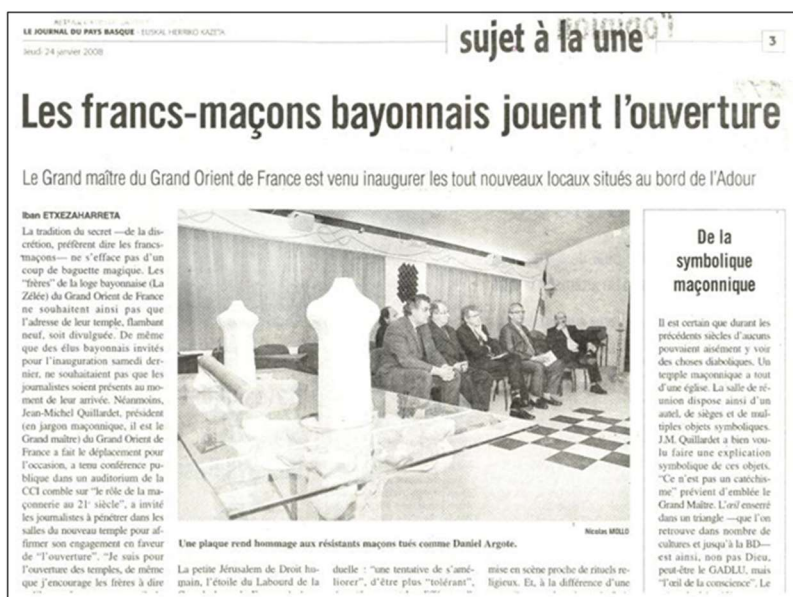 LE JOURNAL DU PAYS BASQUE - EUSKAL HERRIKO KAZETA
Jeudi 24 janvier 2008
sujet à la une
3
Les francs-maçons bayonnais jouent l'ouverture
Le Grand maître du Grand Orient de France est venu inaugurer les tout nouveaux locaux situés au bord de l'Adour
Iban ETXEZAHARRETA
La tradition du secret —de la dis-
crétion, préfèrent dire les francs-
maçons— ne s'efface pas d'un
coup de baguette magique. Les
"frères" de la loge bayonnaise (La
Zélée) du Grand Orient de France
ne souhaitent ainsi pas que
l'adresse de leur temple, flambant
neuf, soit divulguée. De même
que des élus bayonnais invités
pour l'inauguration samedi der-
nier, ne souhaitaient pas que les
journalistes soient présents au mo-
ment de leur arrivée. Néanmoins,
Jean-Michel Quillardet, président
(en jargon maçonnique, il est le
Grand maître) du Grand Orient de
France a fait le déplacement pour
l'occasion, a tenu conférence pu-
blique dans un auditorium de la
CCI comble sur "le rôle de la ma-
çonnerie au 21e siècle", a invité
les journalistes à pénétrer dans les
salles du nouveau temple pour af-
firmer son engagement en faveur
de "l'ouverture". "Je suis pour
l'ouverture des temples, de même
que j'encourage les frères à dire
Nicolas MOLLO
Une plaque rend hommage aux résistants maçons tués comme Daniel Argote.
La petite Jérusalem de Droit hu-
main, l'étoile du Labourd de la
duelle : "une tentative de s'amé-
liorer", d'être plus "tolérant",
mise en scène proche de rituels re-
ligieux. Et, à la différence d'une
De la
symbolique
maçonnique
Il est certain que durant les
précédents siècles d'aucuns
pouvaient aisément y voir
des choses diaboliques. Un
temple maçonnique a tout
d'une église. La salle de ré-
union dispose ainsi d'un
autel, de sièges et de mul-
tiples objets symboliques.
J.M. Quillardet a bien vou-
lu faire une explication
symbolique de ces objets.
"Ce n'est pas un catéchis-
me" prévient d'emblée le
Grand Maître. L'œil enserré
dans un triangle —que l'on
retrouve dans nombre de
cultures et jusqu'à la BD—
est ainsi, non pas Dieu,
peut-être le GADLU, mais
"l'œil de la conscience". Le